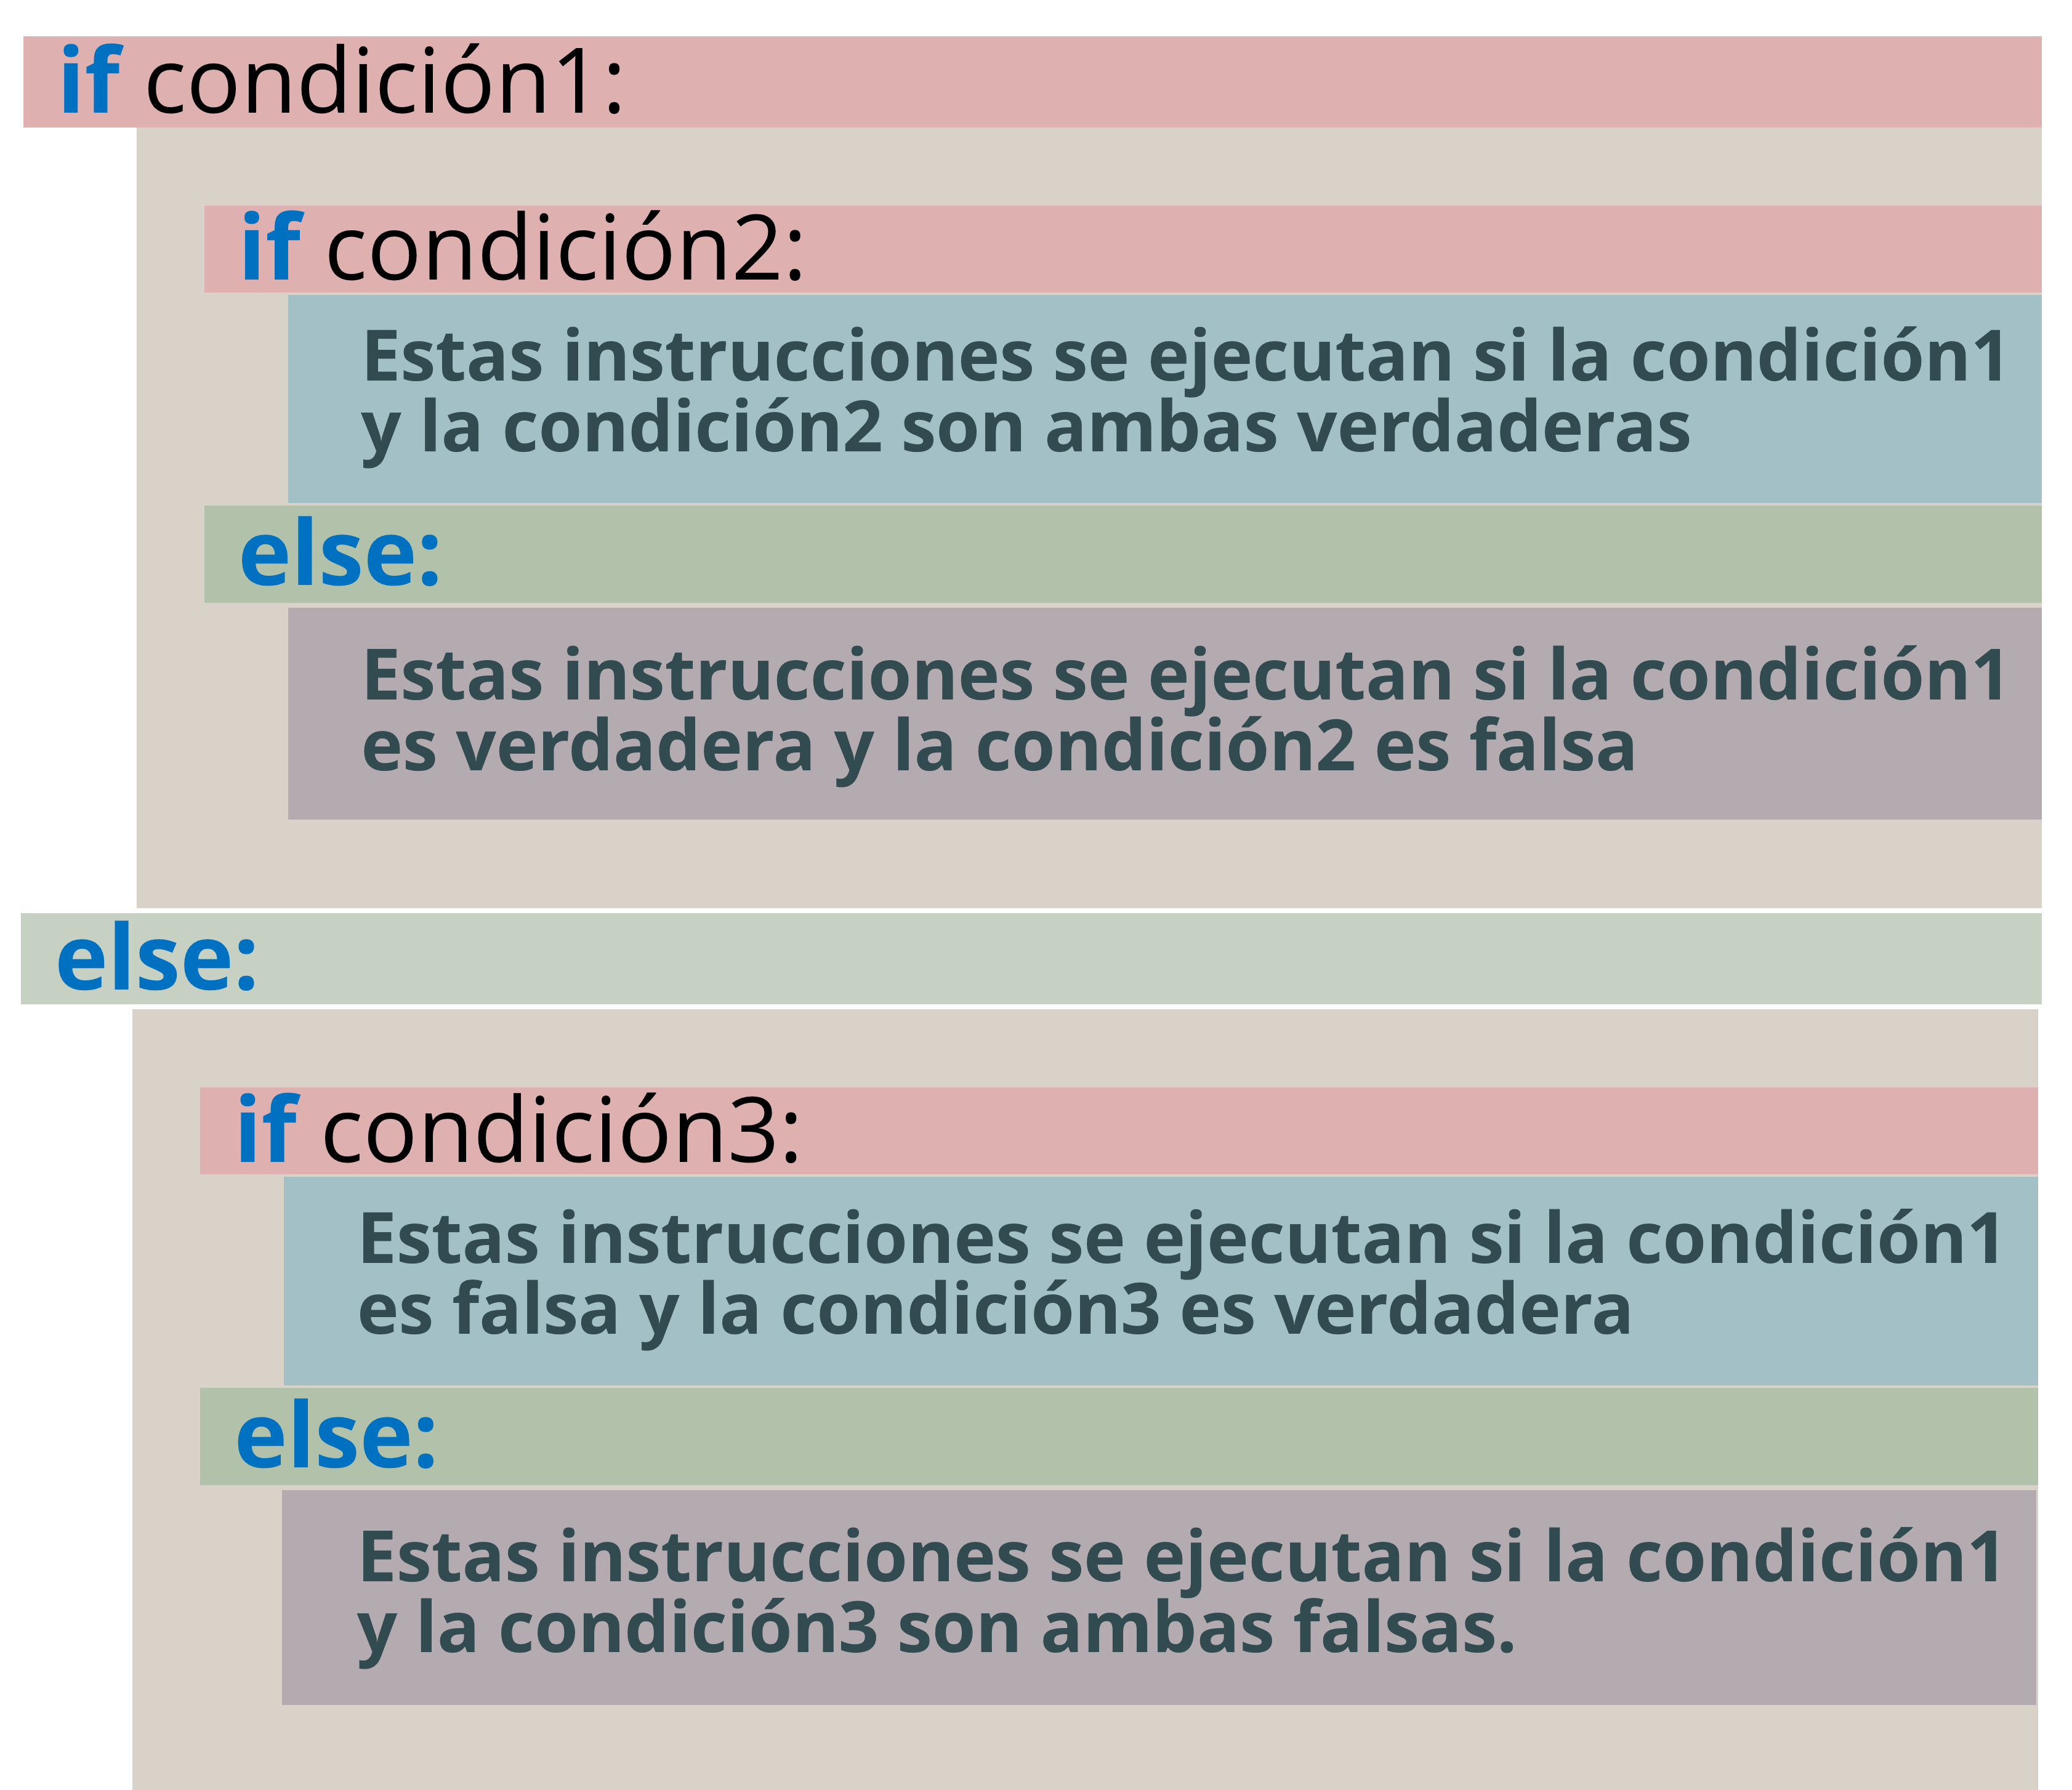 if condición1:
if condición2:
Estas instrucciones se ejecutan si la condición1
y la condición2 son ambas verdaderas
else:
Estas instrucciones se ejecutan si la condición1
es verdadera y la condición2 es falsa
else:
if condición3:
Estas instrucciones se ejecutan si la condición1
es falsa y la condición3 es verdadera
else:
Estas instrucciones se ejecutan si la condición1
y la condición3 son ambas falsas.